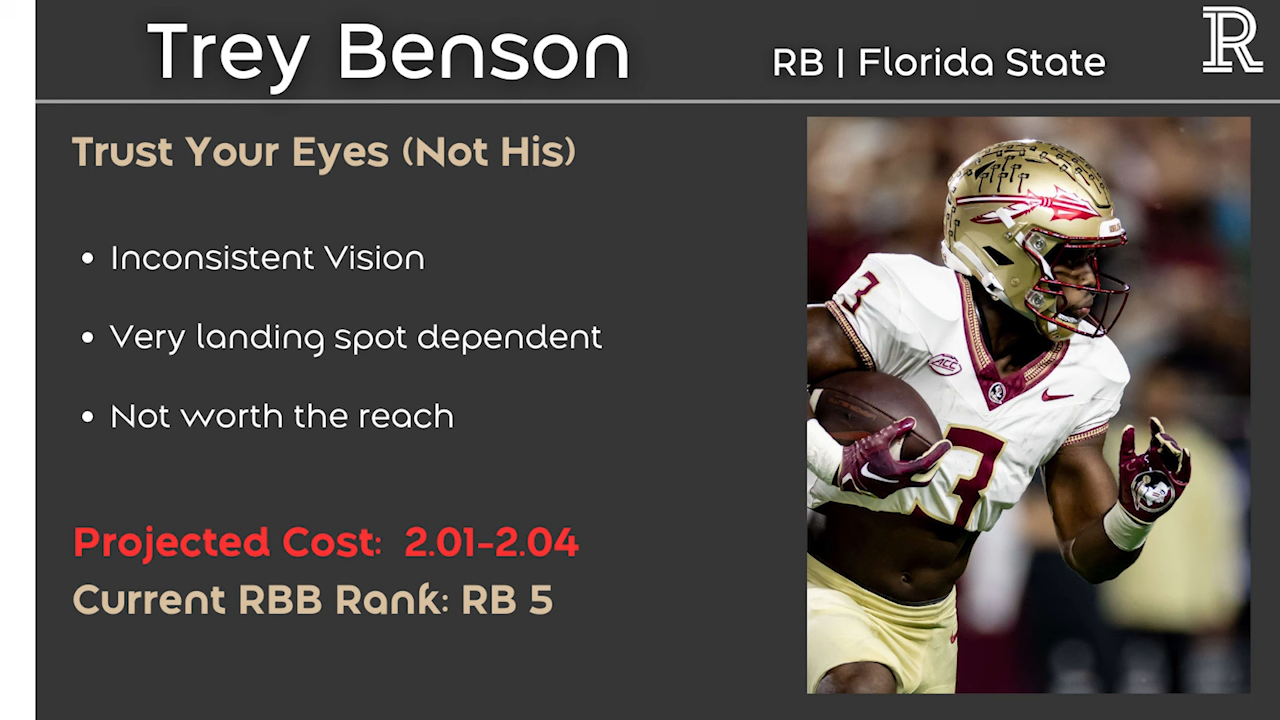 Trey Benson
RB | Florida State
R
Trust Your Eyes (Not His)
• Inconsistent Vision
• Very landing spot dependent
• Not worth the reach
Projected Cost: 2.01-2.04
Current RBB Rank: RB 5
3
ACC
3